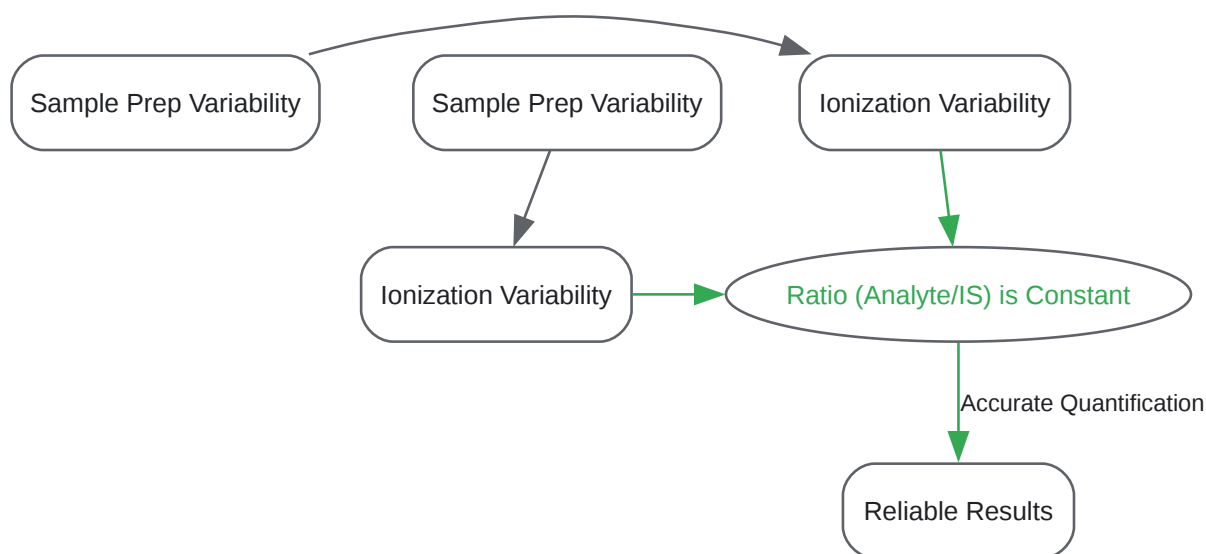 Sample Prep Variability
Sample Prep Variability
Ionization Variability
Ionization Variability
Ratio (Analyte/IS) is Constant
Accurate Quantification
Reliable Results